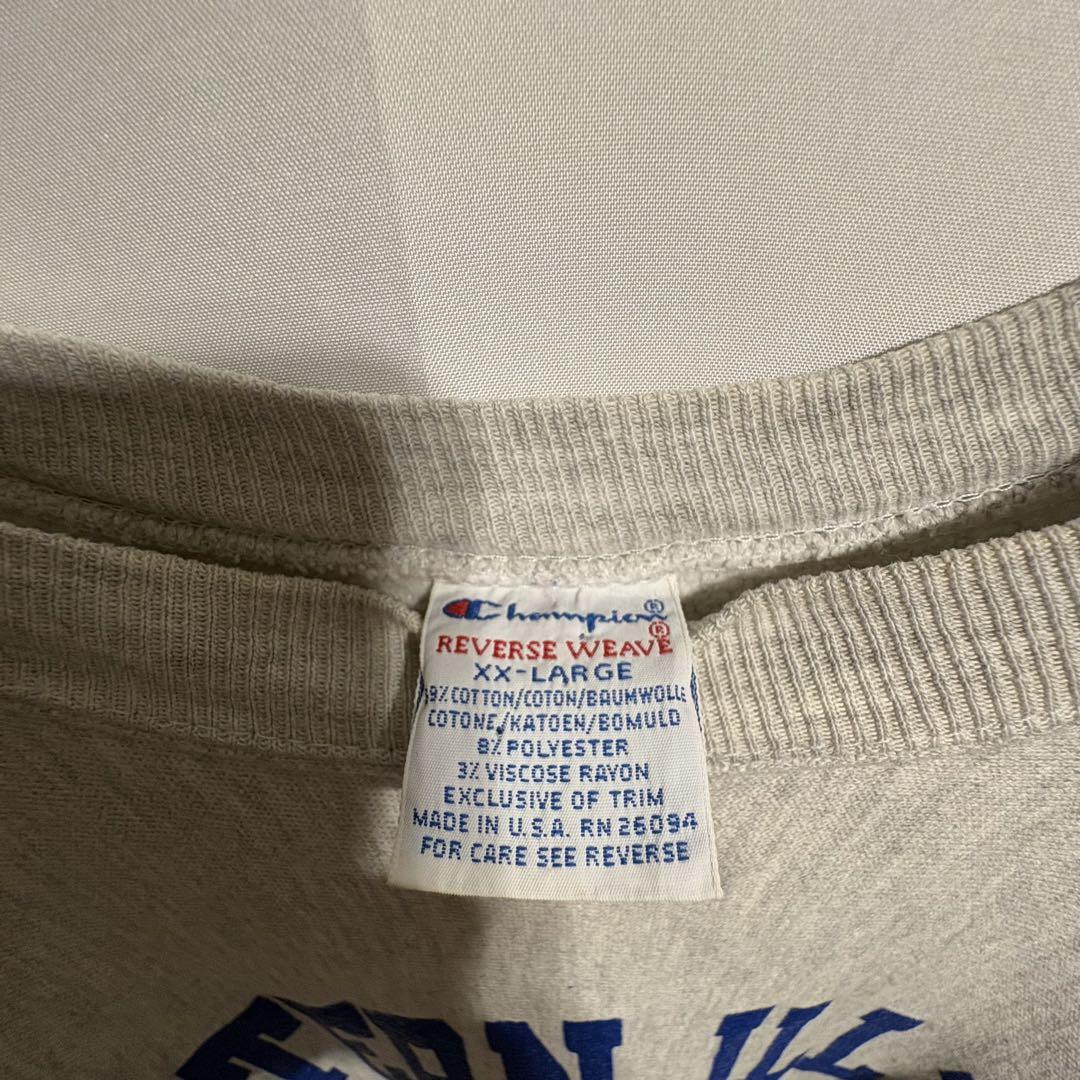 Champion®
REVERSE WEAVE®
XX-LARGE
89% COTTON/COTON/BAUMWOLLE
COTONE/KATOEN/BOMULD
8% POLYESTER
3% VISCOSE RAYON
EXCLUSIVE OF TRIM
MADE IN U.S.A. RN 26094
FOR CARE SEE REVERSE